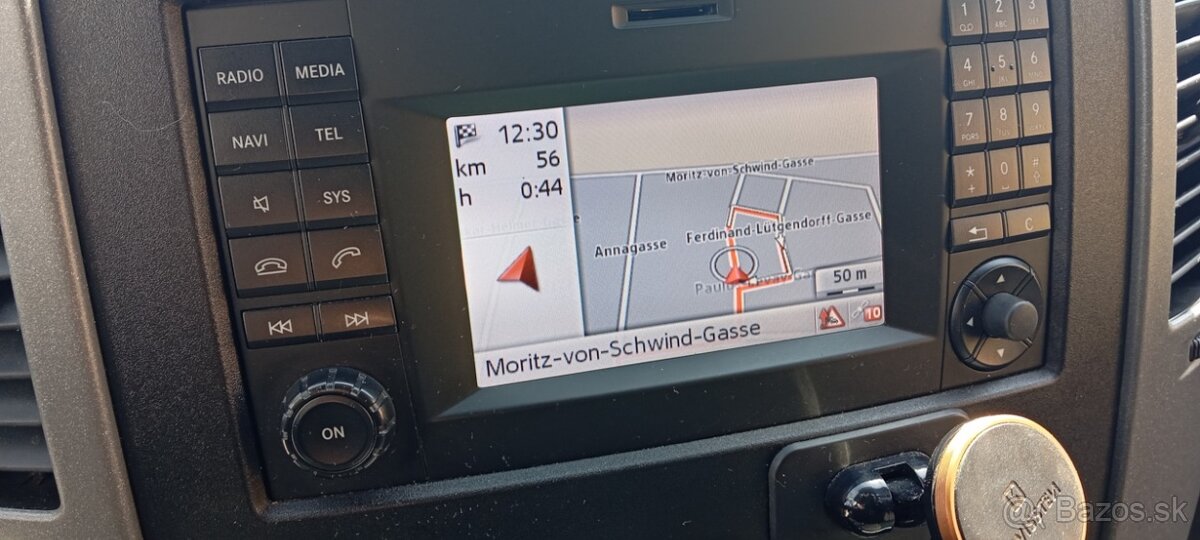 RADIO MEDIA
NAVI TEL
SYS
ON
12:30
km 56
h 0:44
Moritz-von-Schwind-Gasse
Ferdinand-Lütgendorff-Gasse
Annagasse
50 m
10
Moritz-von-Schwind-Gasse
1 2 3
ABC DEF
4 5 6
GHI JKL MNO
7 8 9
PQRS TUV WXYZ
* 0 #
+
C
Bazos.sk